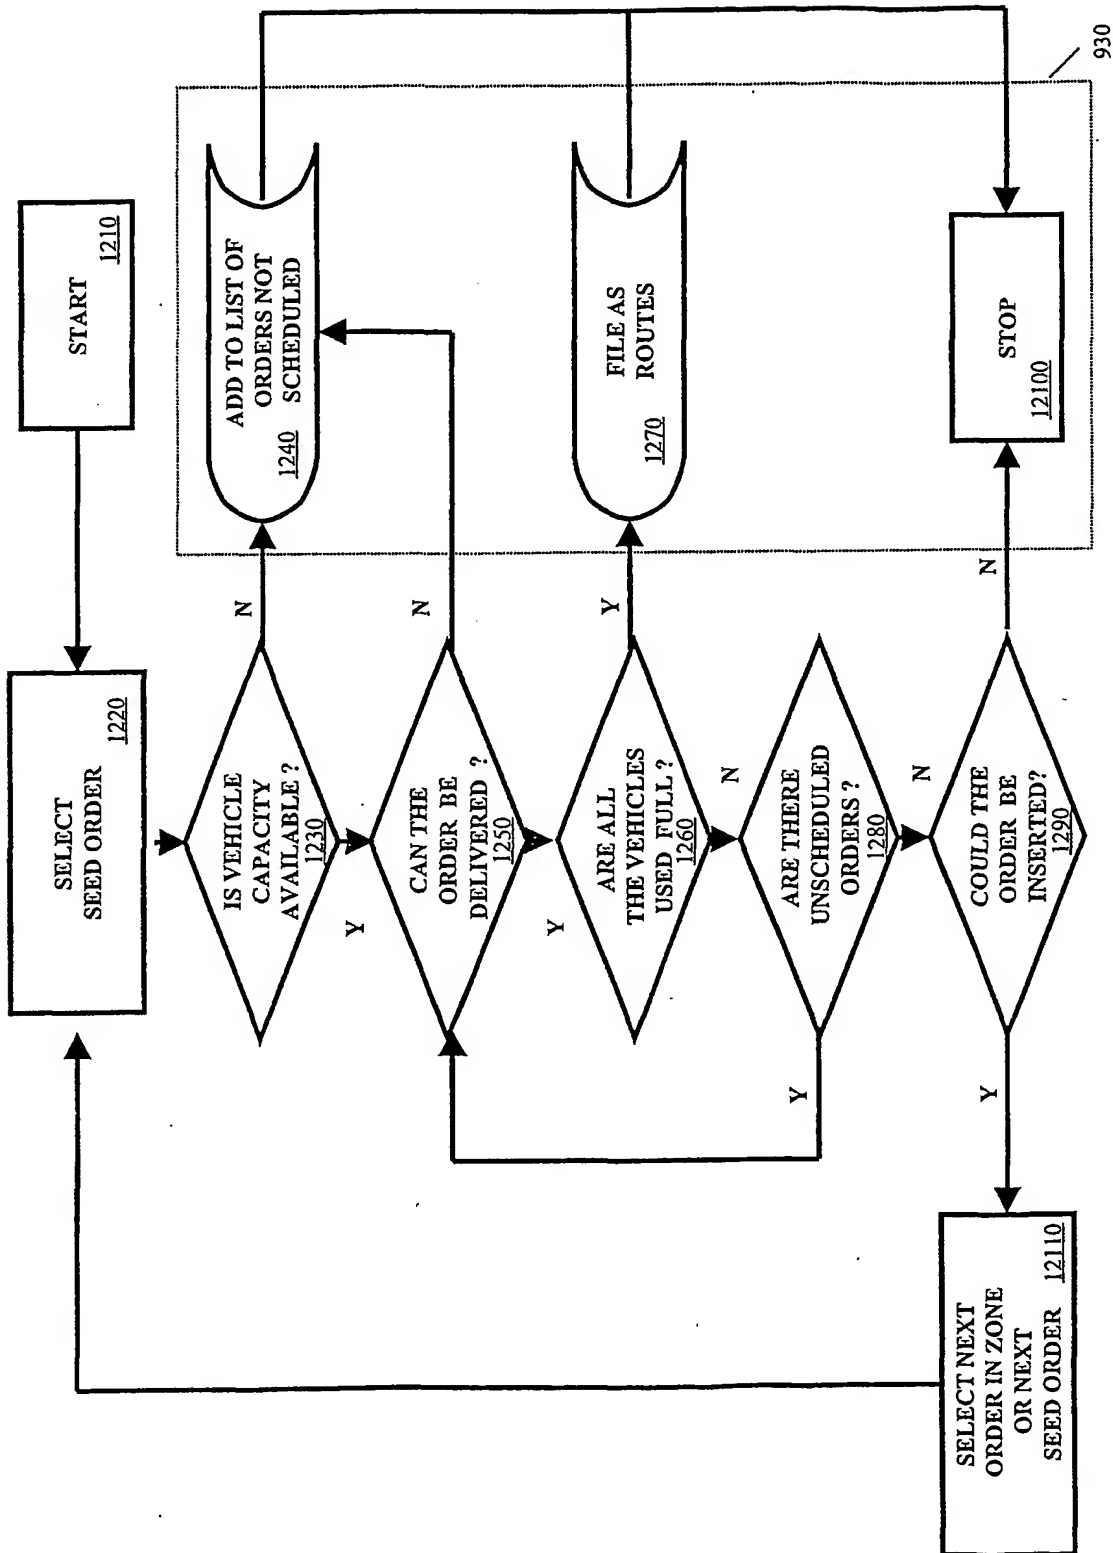 START
1210
SELECT
SEED ORDER
1220
IS VEHICLE
CAPACITY
AVAILABLE ?
1230
N
Y
ADD TO LIST OF
ORDERS NOT
SCHEDULED
1240
CAN THE
ORDER BE
DELIVERED ?
1250
N
Y
ARE ALL
THE VEHICLES
USED FULL ?
1260
Y
N
FILE AS
ROUTES
1270
ARE THERE
UNSCHEDULED
ORDERS ?
1280
Y
N
COULD THE
ORDER BE
INSERTED?
1290
N
Y
STOP
12100
SELECT NEXT
ORDER IN ZONE
OR NEXT
SEED ORDER
12110
930